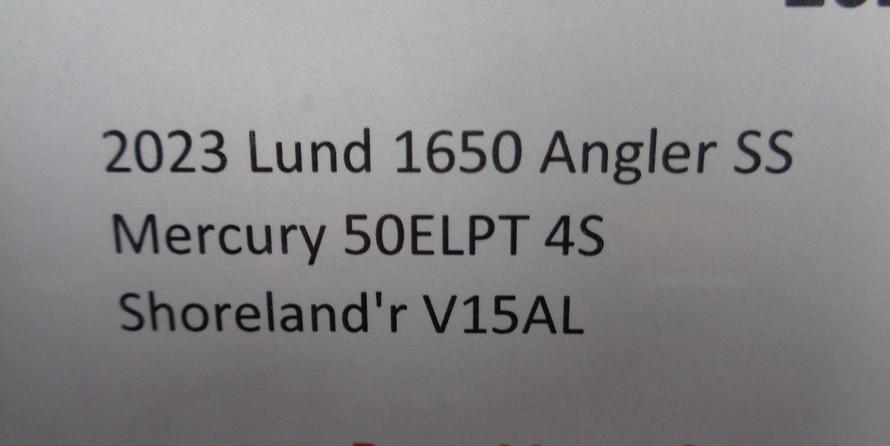 2023 Lund 1650 Angler SS
Mercury 50ELPT 4S
Shoreland'r V15AL